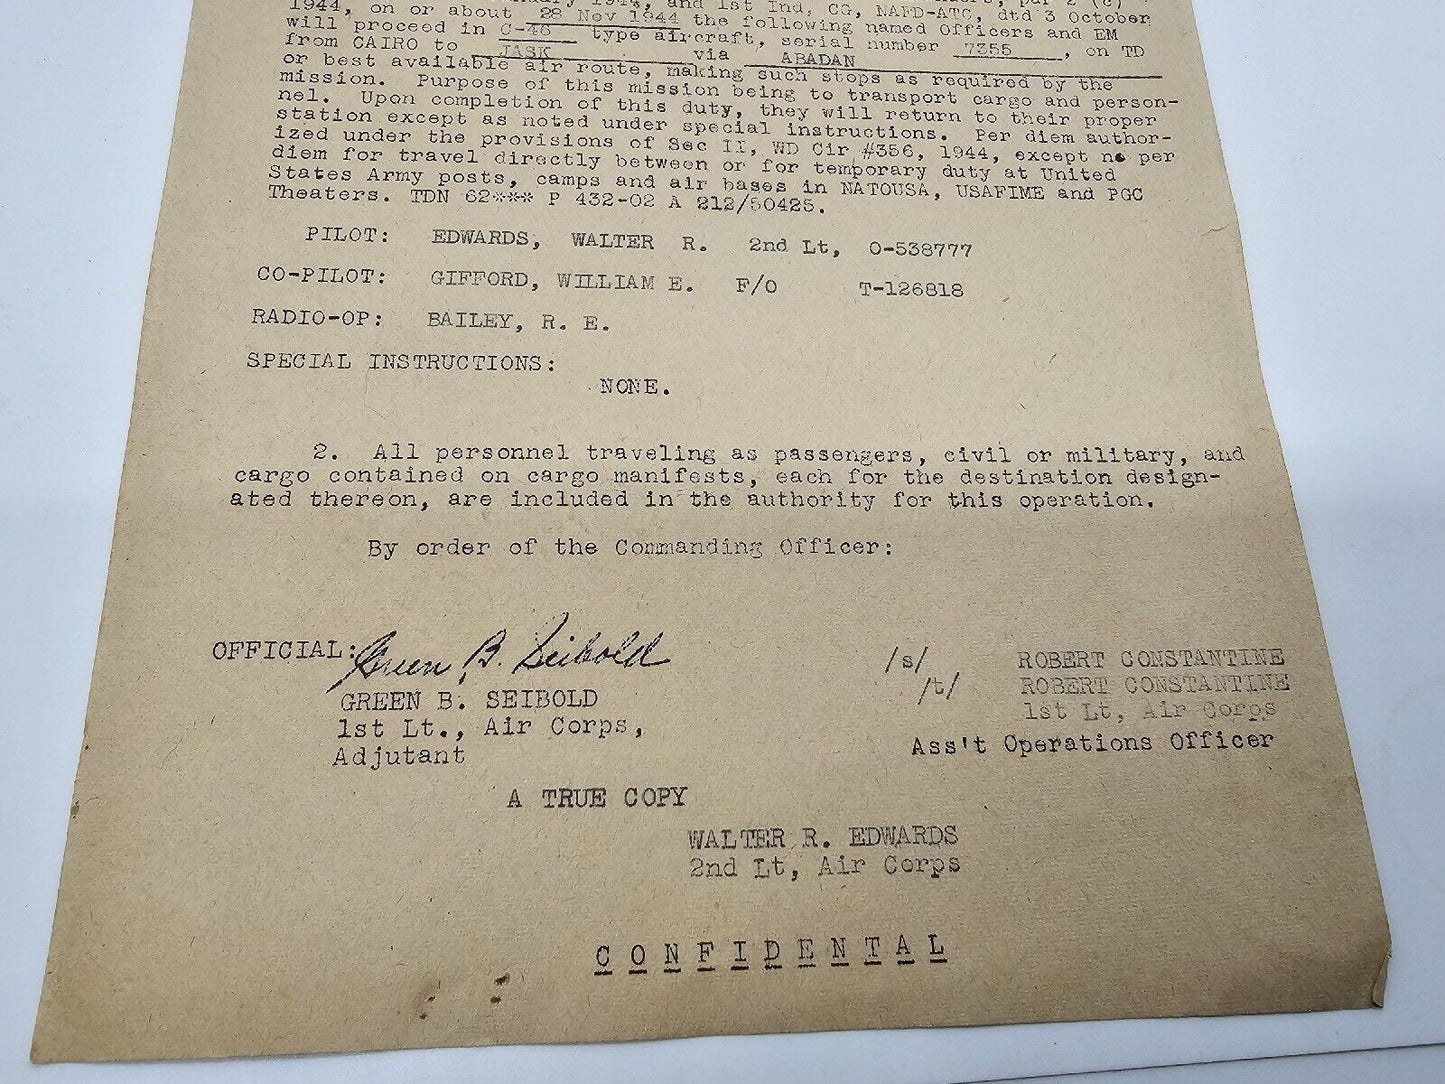 1944, and 1st Ind, CG, NAFD-ATC, dtd 3 October
1944, on or about 28 Nov 1944 the following named Officers and EM
will proceed in C-46 type aircraft, serial number 7355, on TD
from CAIRO to JASK via ABADAN
or best available air route, making such stops as required by the
mission. Purpose of this mission being to transport cargo and person-
nel. Upon completion of this duty, they will return to their proper
station except as noted under special instructions. Per diem author-
ized under the provisions of Sec II, WD Cir #356, 1944, except no per
diem for travel directly between or for temporary duty at United
States Army posts, camps and air bases in NATOUSA, USAFIME and PGC
Theaters. TDN 62*** P 432-02 A 212/50425.
PILOT: EDWARDS, WALTER R. 2nd Lt, O-538777
CO-PILOT: GIFFORD, WILLIAM E. F/O T-126818
RADIO-OP: BAILEY, R. E.
SPECIAL INSTRUCTIONS:
NONE.
2. All personnel traveling as passengers, civil or military, and
cargo contained on cargo manifests, each for the destination design-
ated thereon, are included in the authority for this operation.
By order of the Commanding Officer:
OFFICIAL: Green B. Seibold
GREEN B. SEIBOLD
1st Lt., Air Corps,
Adjutant
/s/ ROBERT CONSTANTINE
/t/ ROBERT CONSTANTINE
1st Lt, Air Corps
Ass't Operations Officer
A TRUE COPY
WALTER R. EDWARDS
2nd Lt, Air Corps
C O N F I D E N T A L